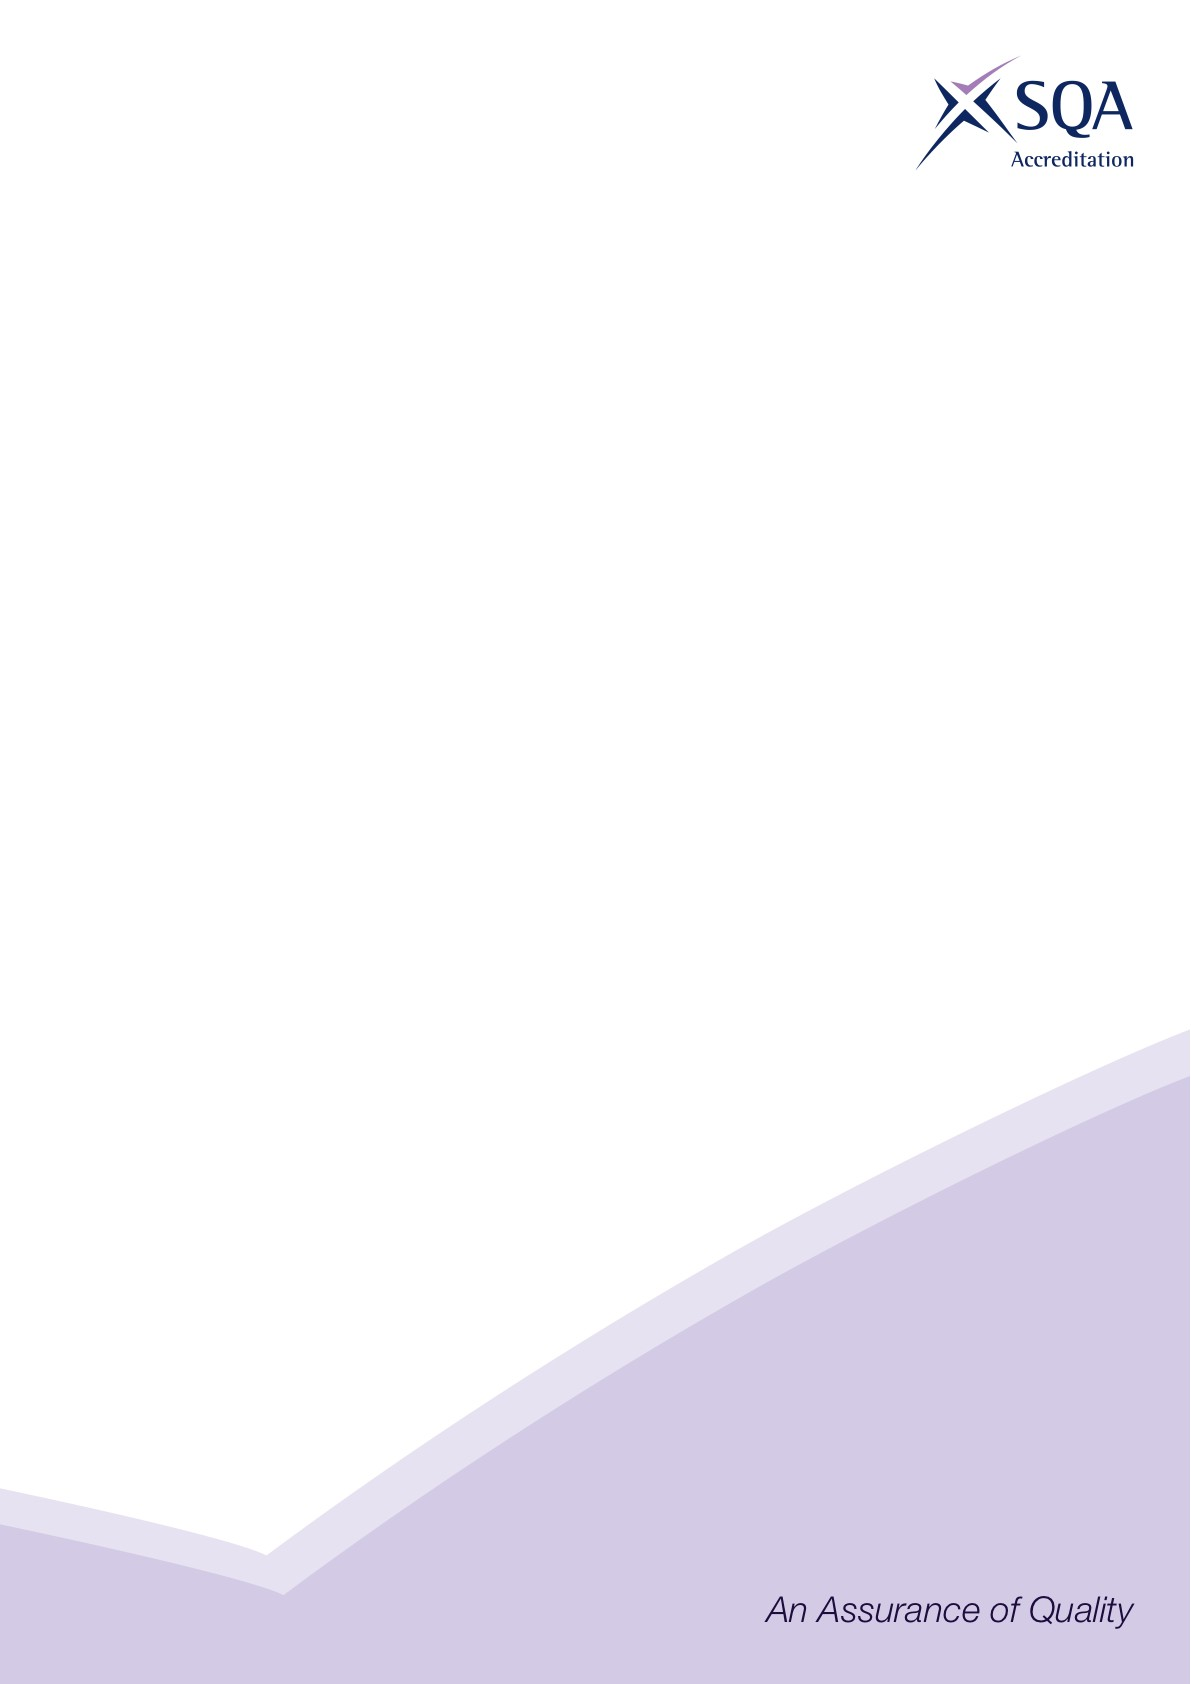 SQA
Accreditation
An Assurance of Quality